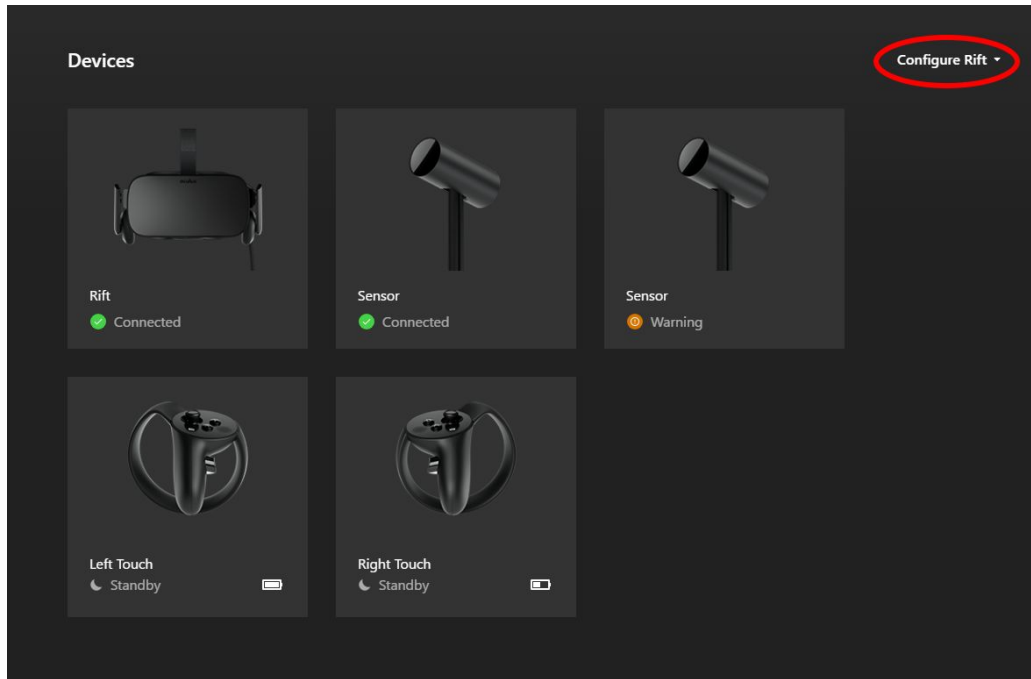 Devices
Configure Rift
Rift
Connected
Sensor
Connected
Sensor
Warning
Left Touch
Standby
Right Touch
Standby